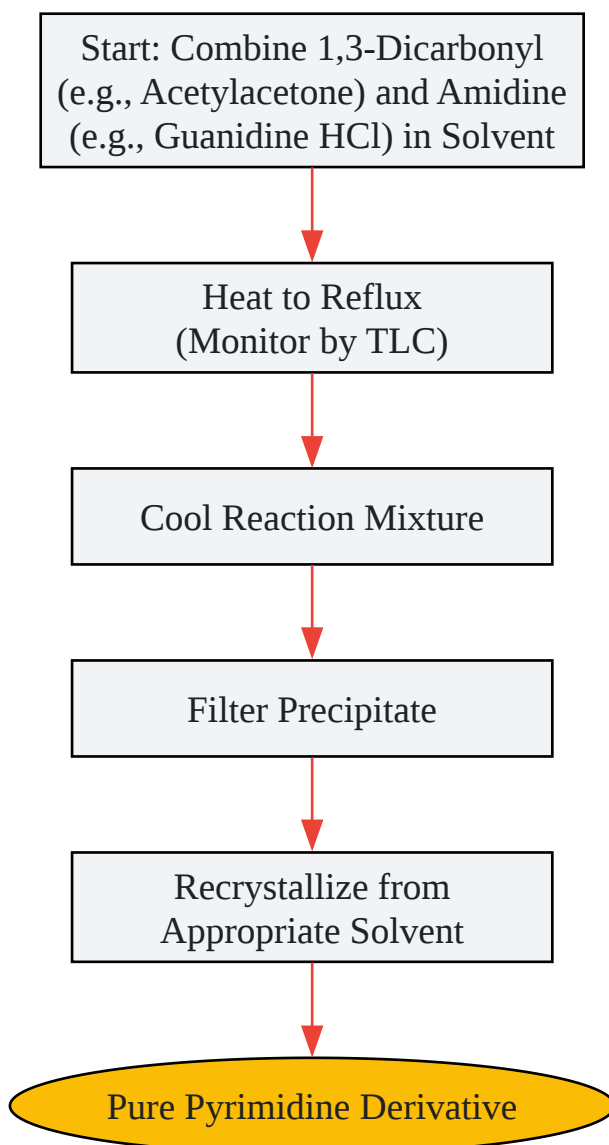 Start: Combine 1,3-Dicarbonyl
(e.g., Acetylacetone) and Amidine
(e.g., Guanidine HCl) in Solvent
Heat to Reflux
(Monitor by TLC)
Cool Reaction Mixture
Filter Precipitate
Recrystallize from
Appropriate Solvent
Pure Pyrimidine Derivative